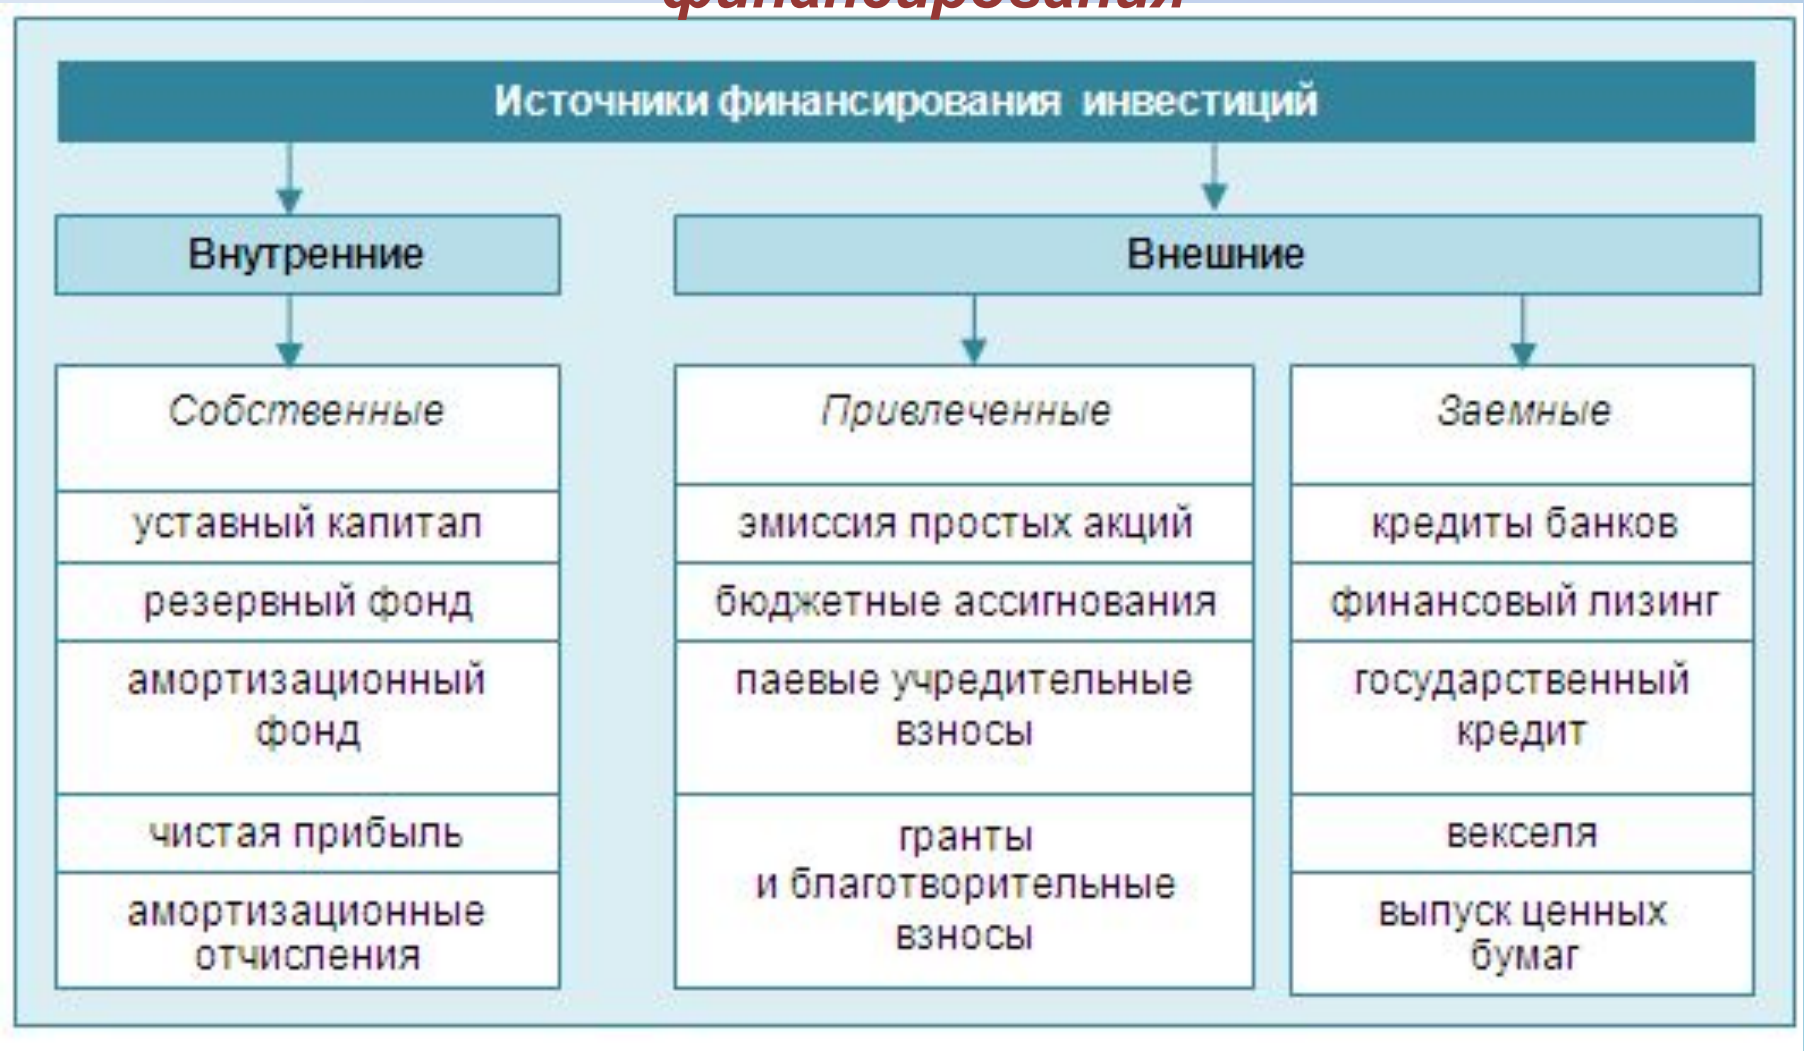 финансирования
Источники финансирования инвестиций
Внутренние
Внешние
Собственные
уставный капитал
резервный фонд
амортизационный
фонд
чистая прибыль
амортизационные
отчисления
Привлеченные
эмиссия простых акций
бюджетные ассигнования
паевые учредительные
взносы
гранты
и благотворительные
взносы
Заемные
кредиты банков
финансовый лизинг
государственный
кредит
векселя
выпуск ценных
бумаг